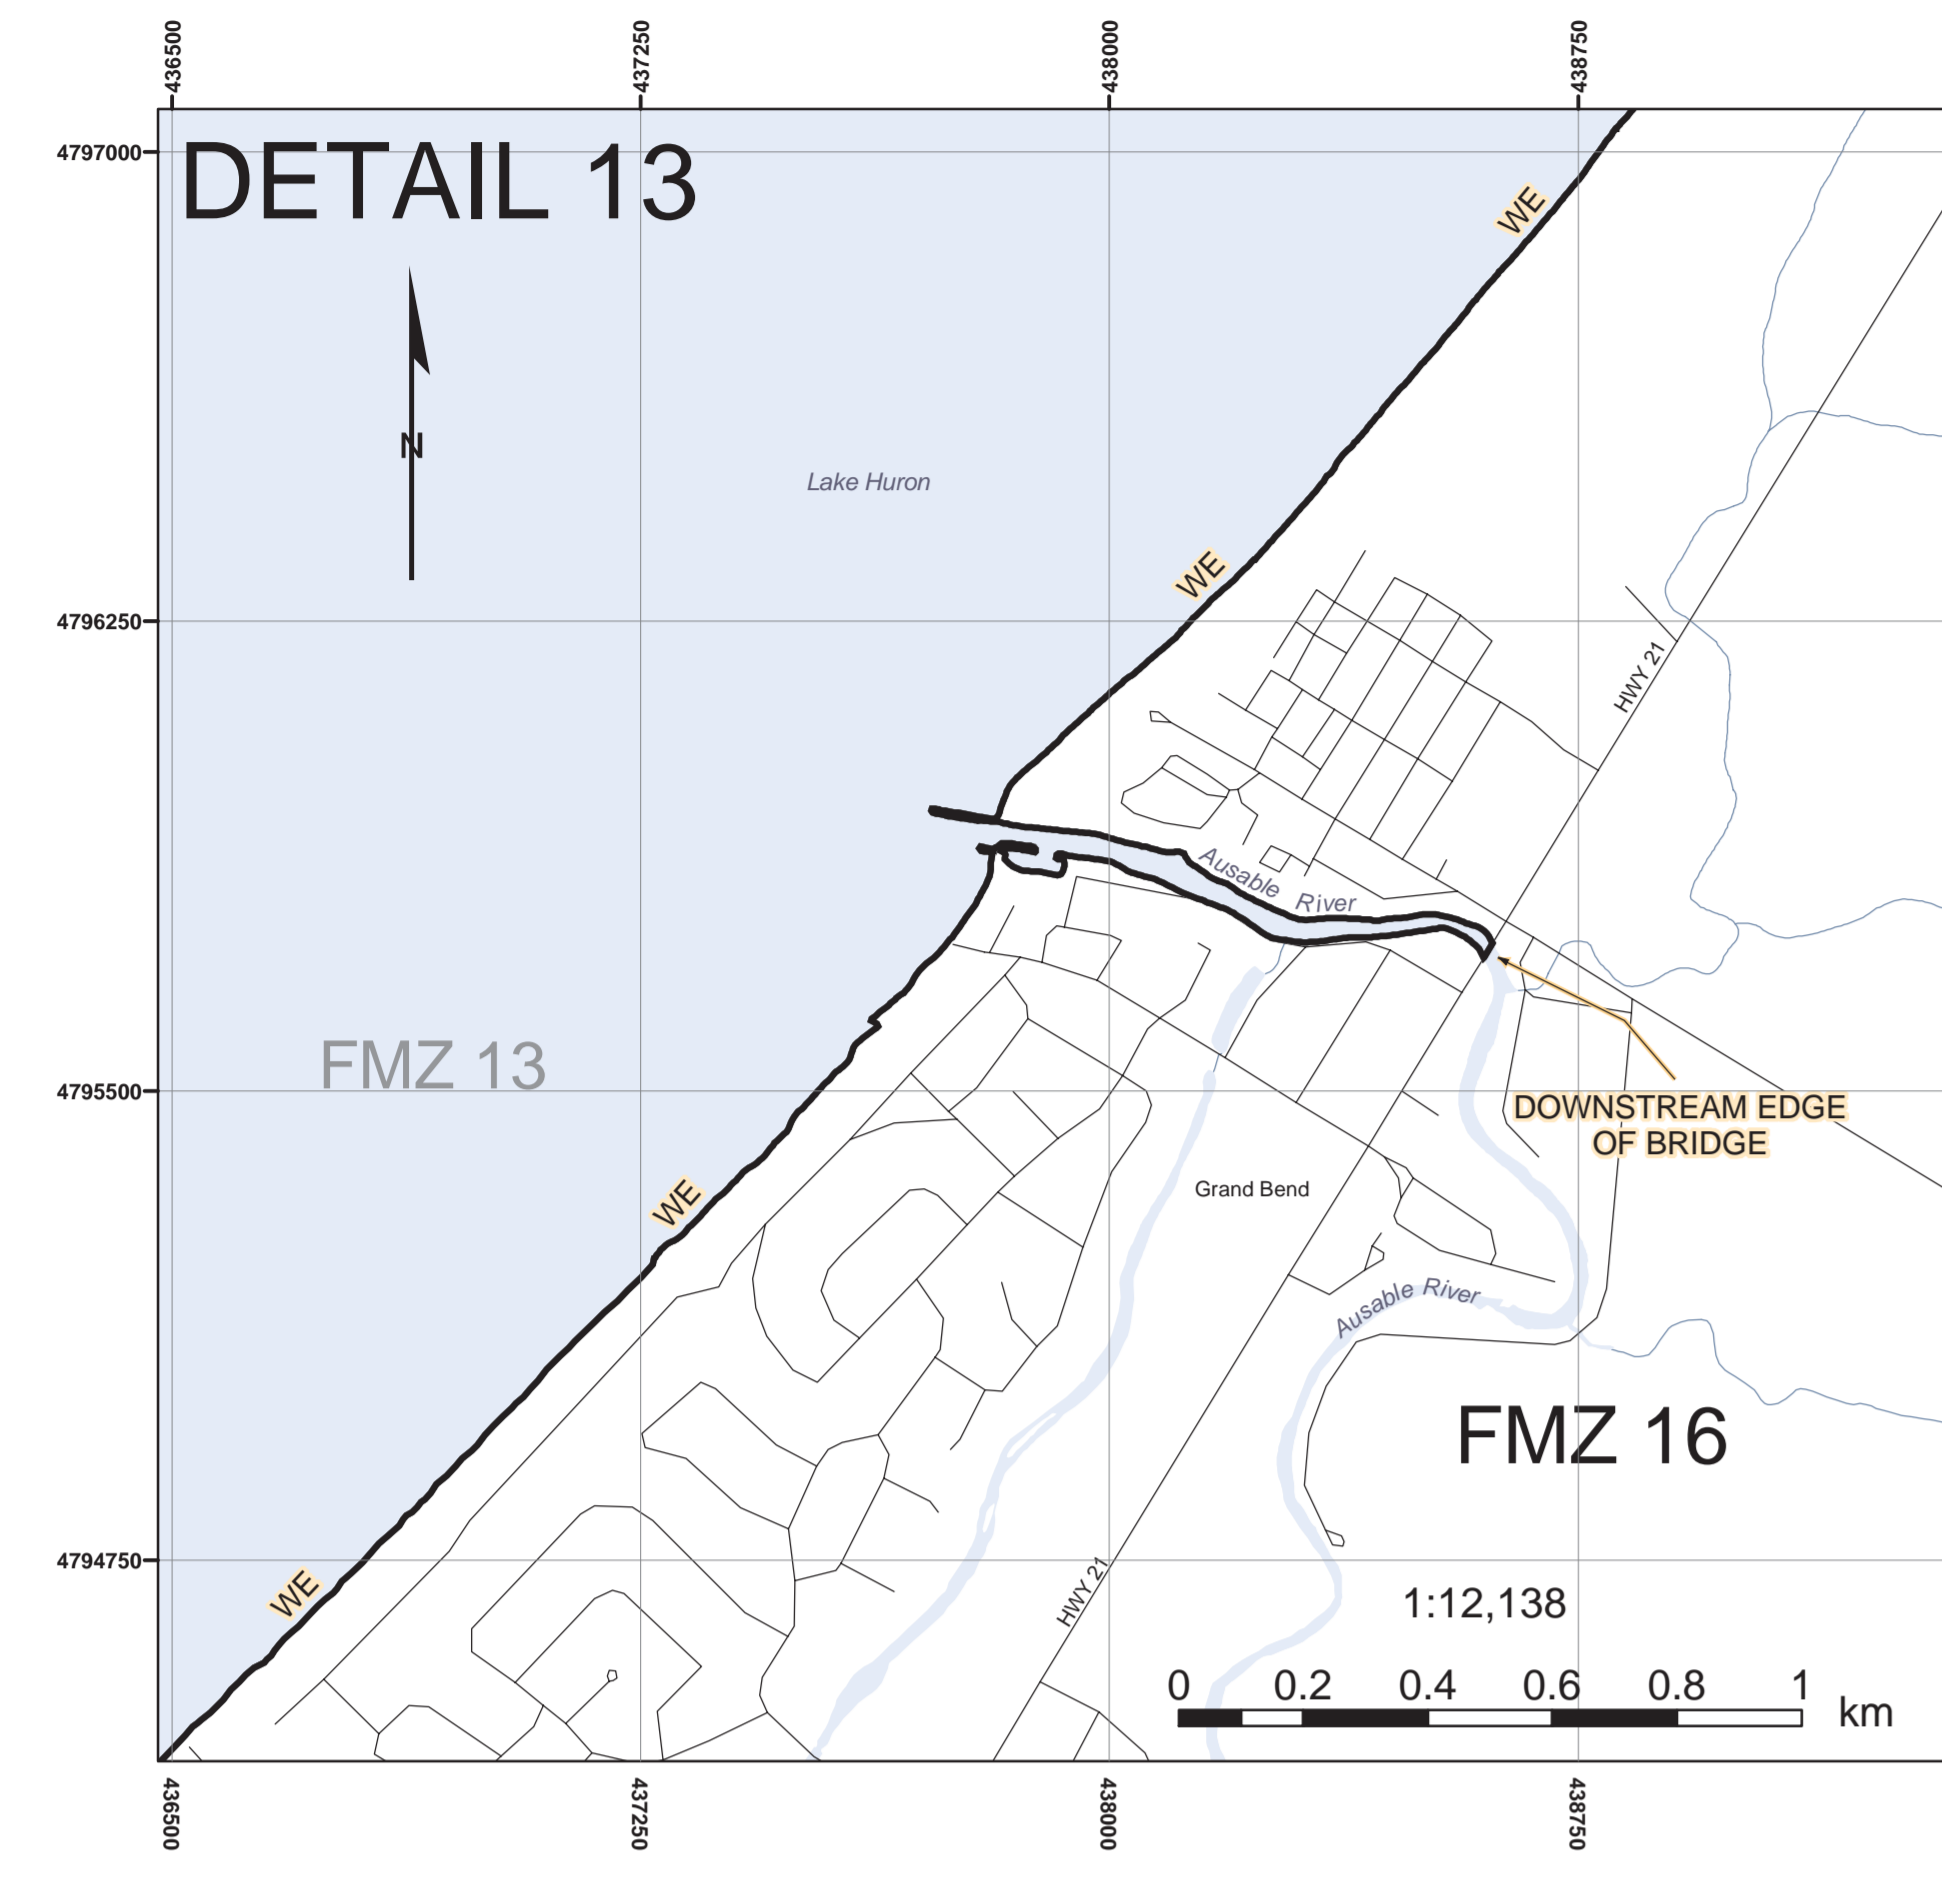 436500
437250
438000
438750
4797000
DETAIL 13
WE
N
Lake Huron
WE
4796250
HWY 21
Ausable River
FMZ 13
4795500
DOWNSTREAM EDGE
OF BRIDGE
WE
Grand Bend
Ausable River
FMZ 16
4794750
HWY 21
WE
1:12,138
0 0.2 0.4 0.6 0.8 1
km
436500
437250
438000
438750